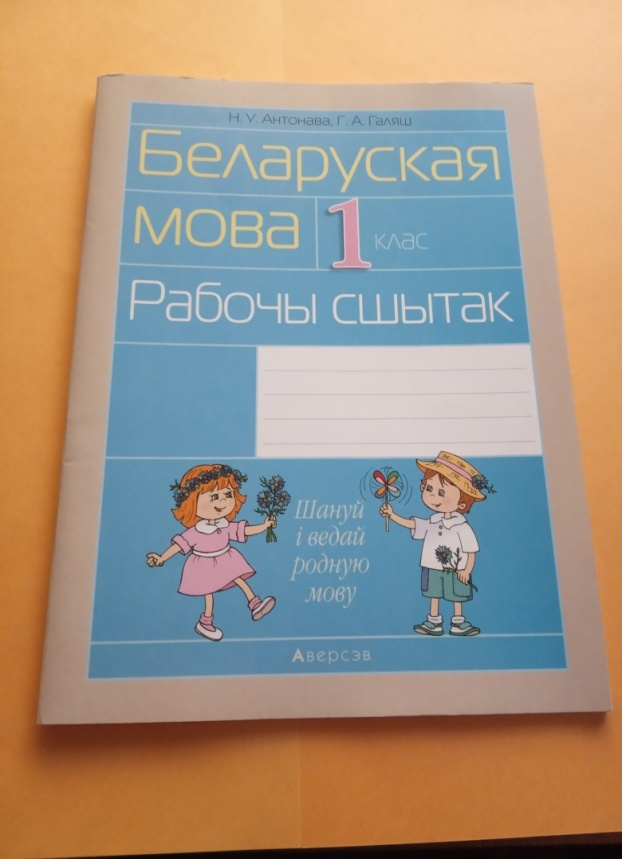 Н. У. Антонава, Г. А. Галяш
Беларуская
мова 1 клас
Рабочы сшытак
Шануй
і ведай
родную
мову
Аверсэв